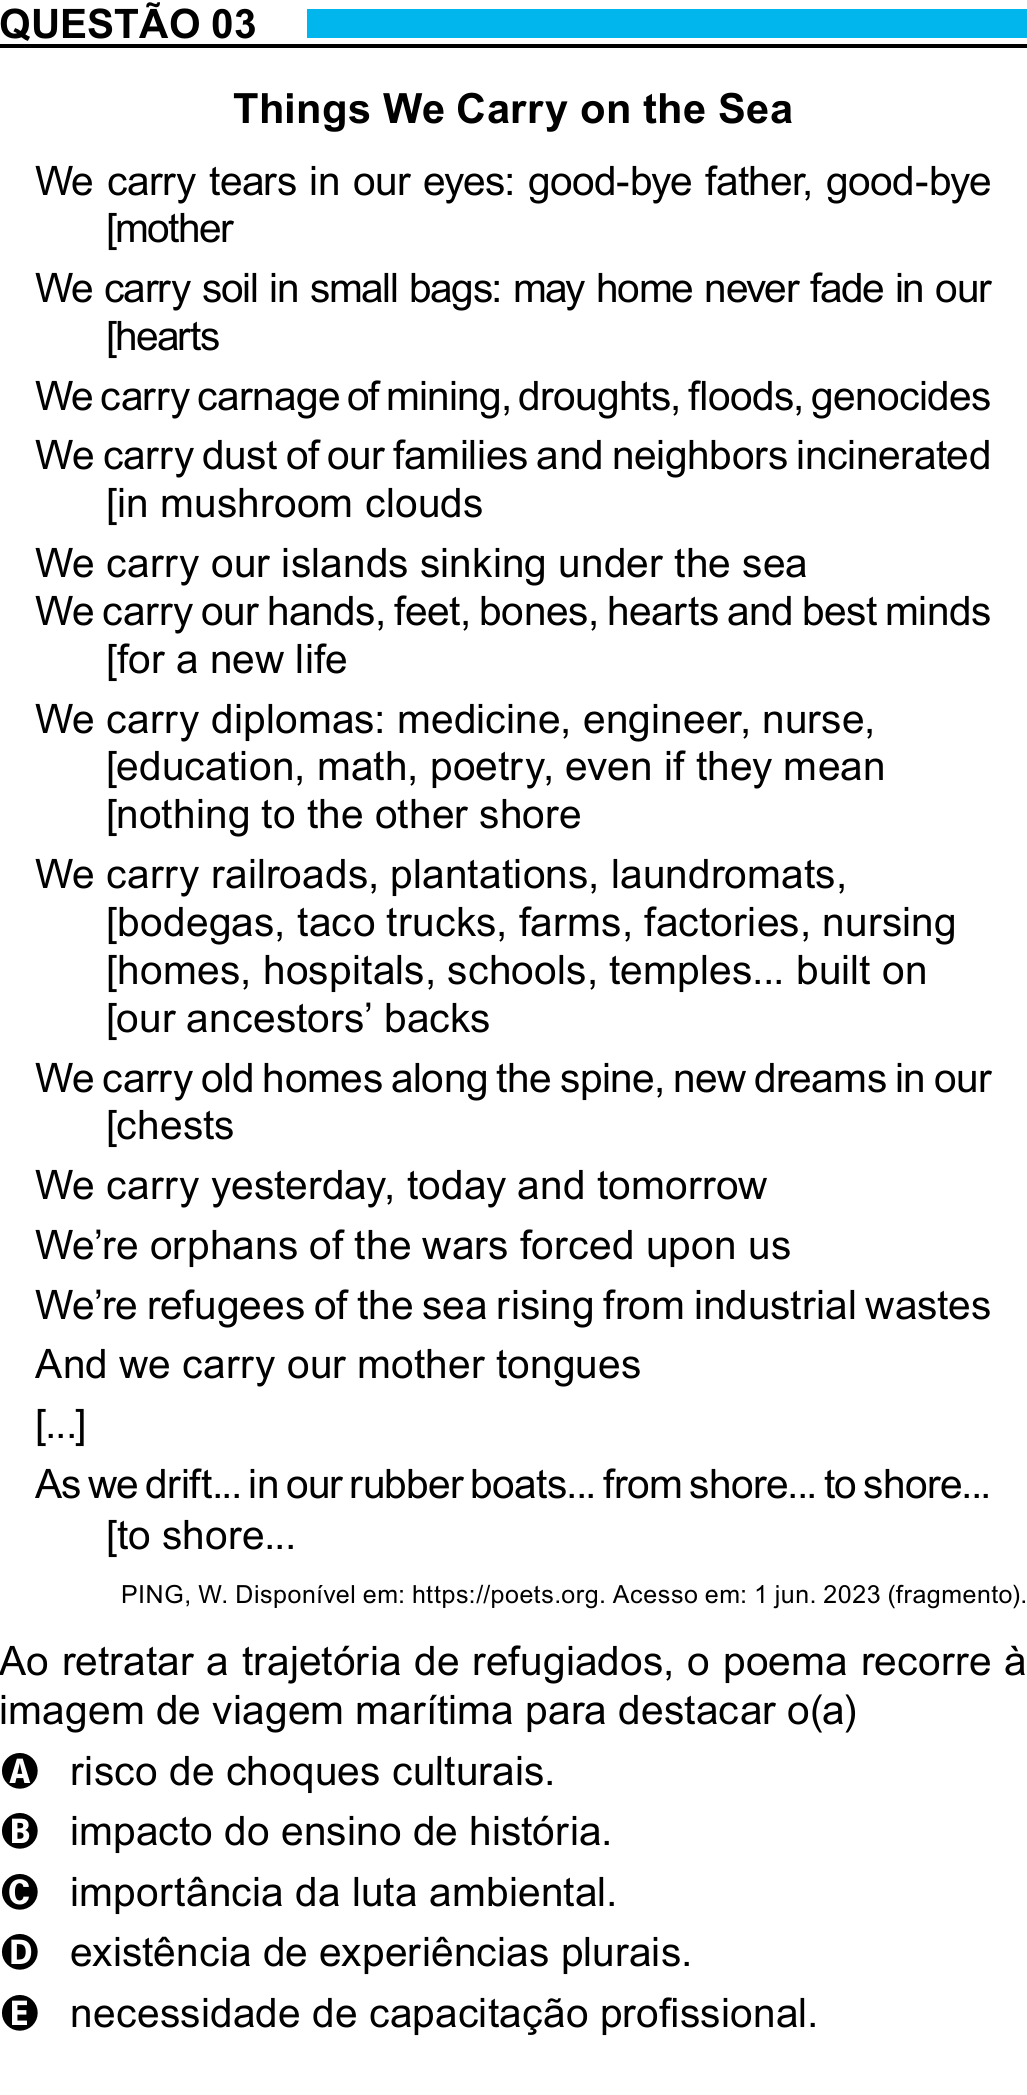 QUESTÃO 03
Things We Carry on the Sea
We carry tears in our eyes: good-bye father, good-bye
[mother
We carry soil in small bags: may home never fade in our
[hearts
We carry carnage of mining, droughts, floods, genocides
We carry dust of our families and neighbors incinerated
[in mushroom clouds
We carry our islands sinking under the sea
We carry our hands, feet, bones, hearts and best minds
[for a new life
We carry diplomas: medicine, engineer, nurse,
[education, math, poetry, even if they mean
[nothing to the other shore
We carry railroads, plantations, laundromats,
[bodegas, taco trucks, farms, factories, nursing
[homes, hospitals, schools, temples... built on
[our ancestors’ backs
We carry old homes along the spine, new dreams in our
[chests
We carry yesterday, today and tomorrow
We’re orphans of the wars forced upon us
We’re refugees of the sea rising from industrial wastes
And we carry our mother tongues
[...]
As we drift... in our rubber boats... from shore... to shore...
[to shore...
PING, W. Disponível em: https://poets.org. Acesso em: 1 jun. 2023 (fragmento).
Ao retratar a trajetória de refugiados, o poema recorre à
imagem de viagem marítima para destacar o(a)
A risco de choques culturais.
B impacto do ensino de história.
C importância da luta ambiental.
D existência de experiências plurais.
E necessidade de capacitação profissional.